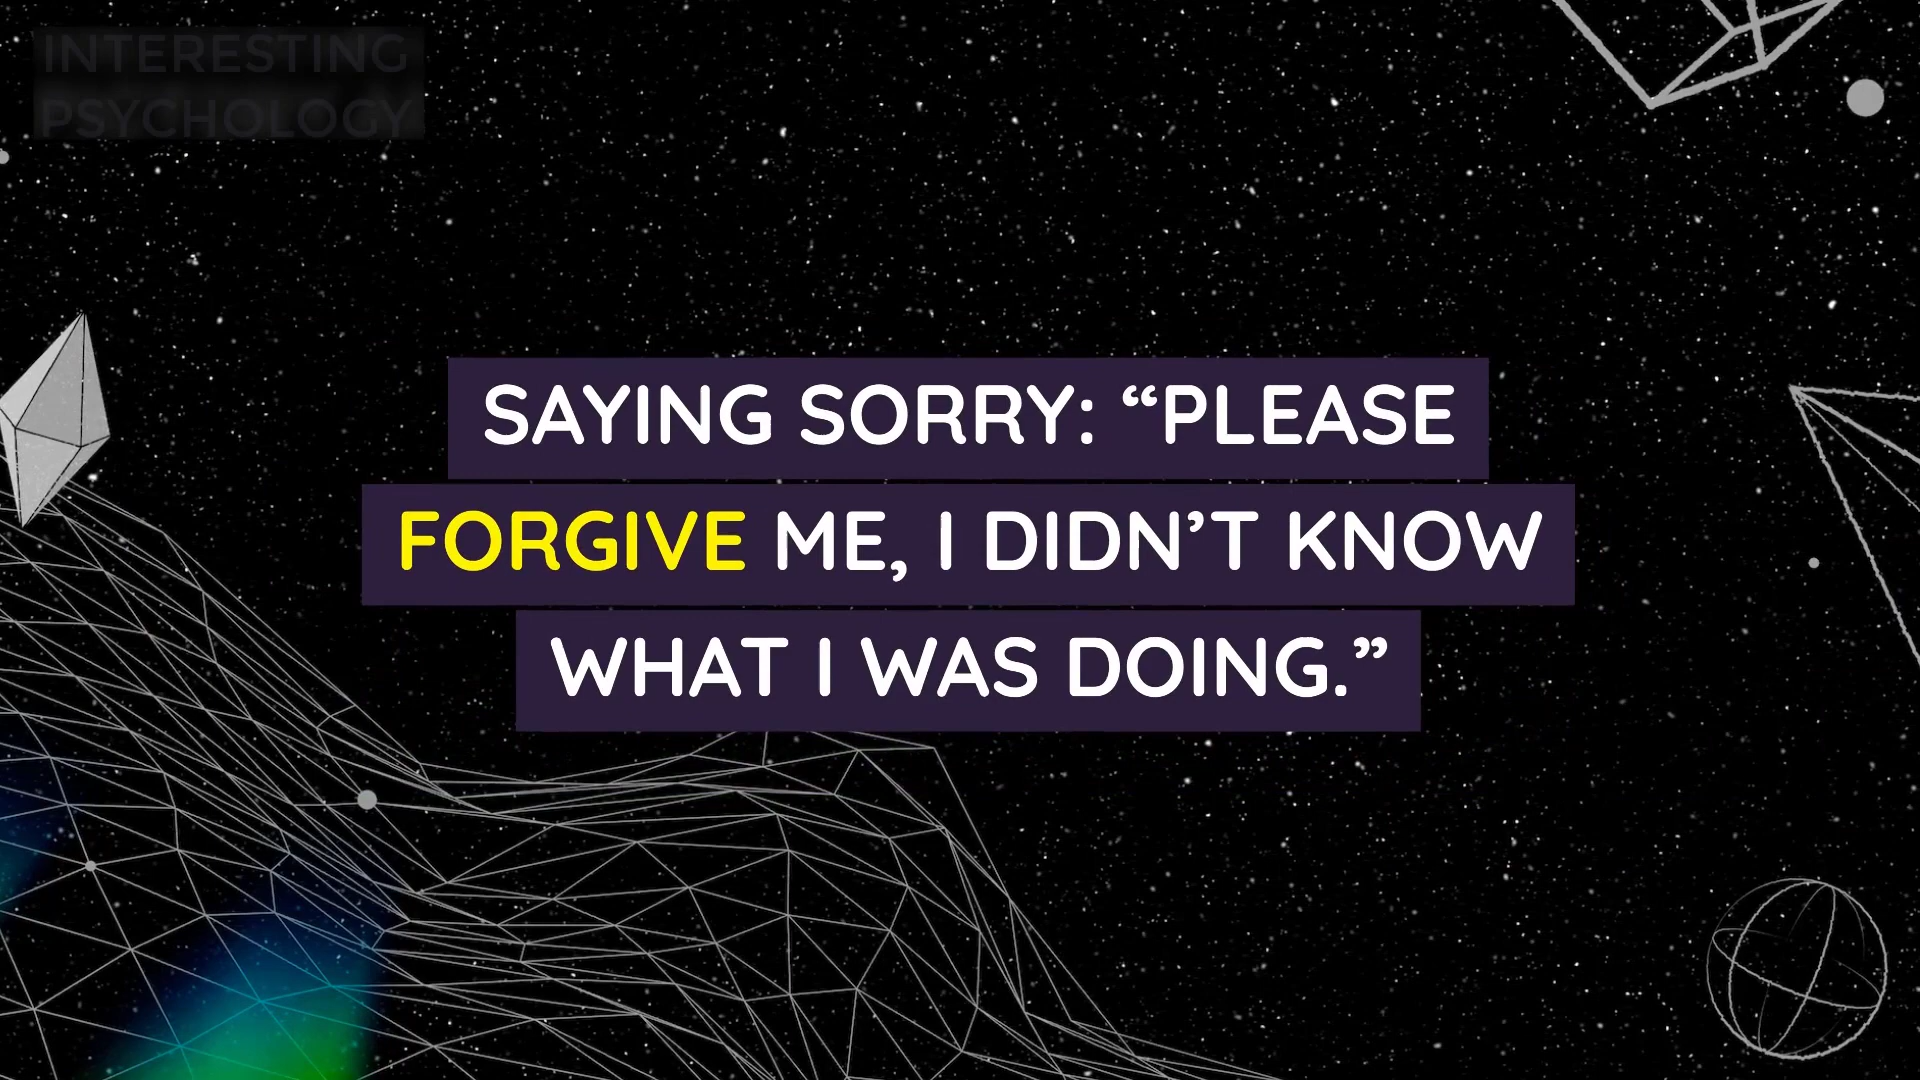 INTERESTING
PSYCHOLOGY
SAYING SORRY: “PLEASE
FORGIVE ME, I DIDN’T KNOW
WHAT I WAS DOING.”